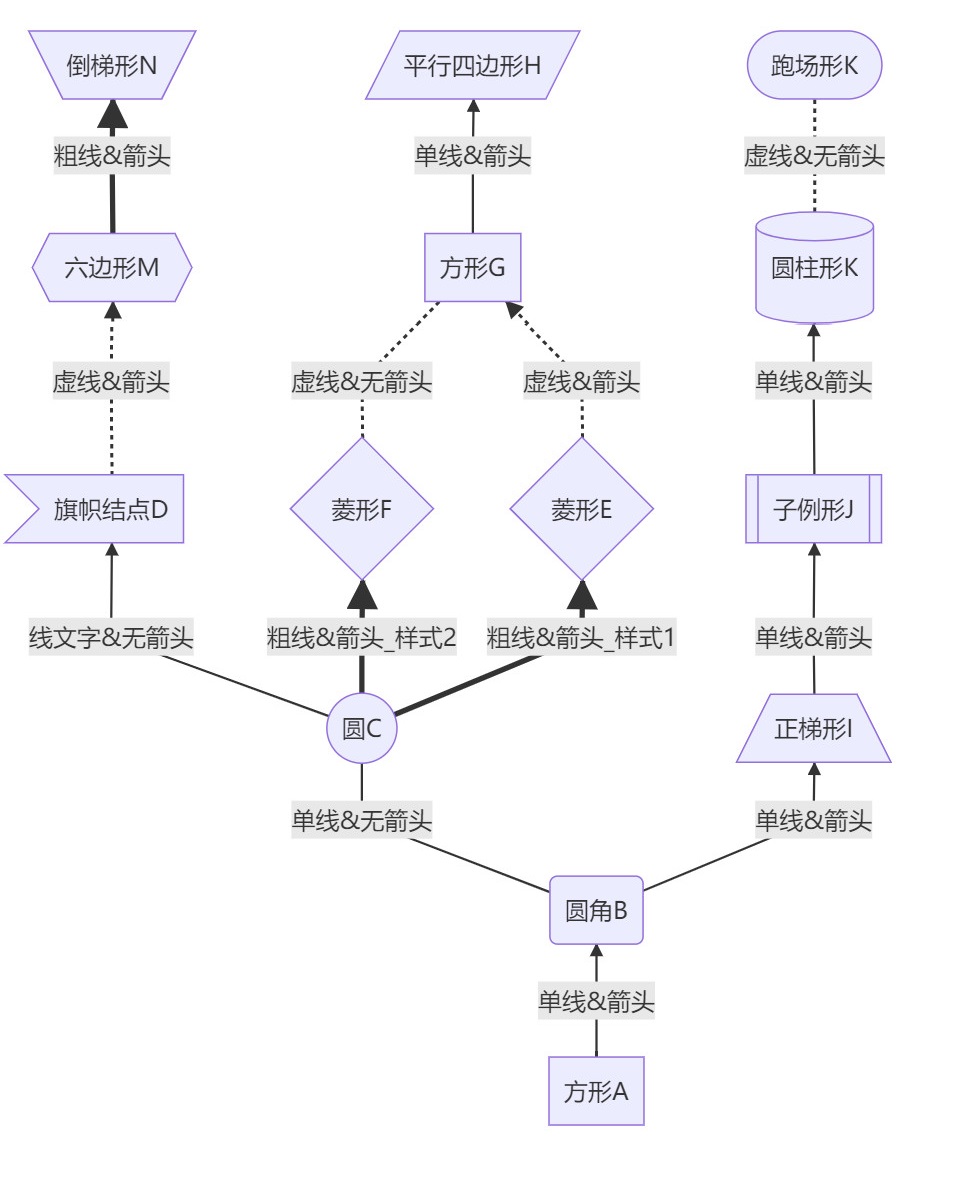 倒梯形N
平行四边形H
跑场形K
粗线&箭头
单线&箭头
虚线&无箭头
六边形M
方形G
圆柱形K
虚线&箭头
虚线&无箭头
虚线&箭头
单线&箭头
旗帜结点D
菱形F
菱形E
子例形J
线文字&无箭头
粗线&箭头_样式2
粗线&箭头_样式1
单线&箭头
圆C
正梯形I
单线&无箭头
单线&箭头
圆角B
单线&箭头
方形A